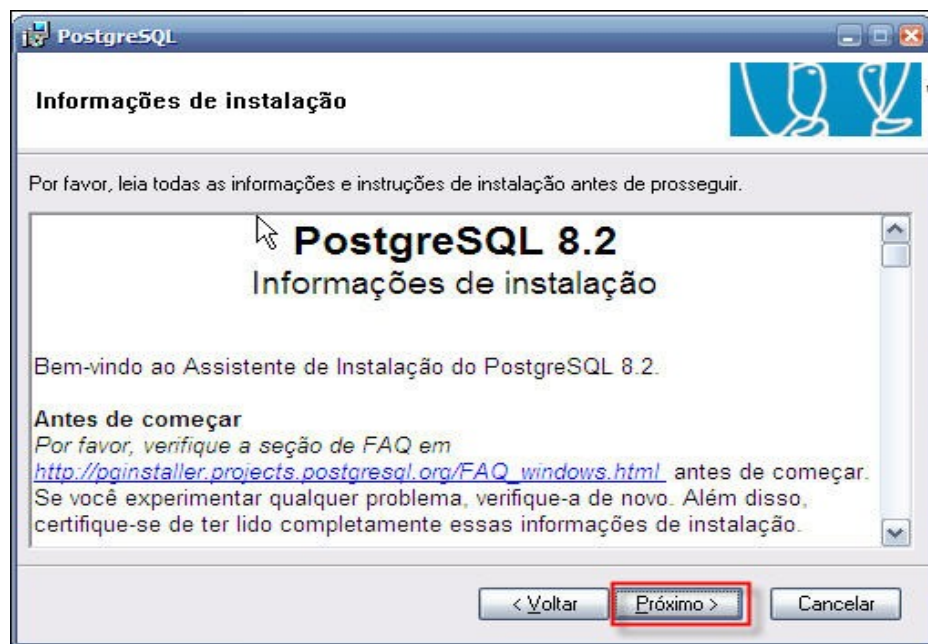 PostgreSQL
Informações de instalação
Por favor, leia todas as informações e instruções de instalação antes de prosseguir.
PostgreSQL 8.2
Informações de instalação
Bem-vindo ao Assistente de Instalação do PostgreSQL 8.2.
Antes de começar
Por favor, verifique a seção de FAQ em
http://pginstaller.projects.postgresql.org/FAQ_windows.html antes de começar.
Se você experimentar qualquer problema, verifique-a de novo. Além disso,
certifique-se de ter lido completamente essas informações de instalação.
< Voltar Próximo > Cancelar